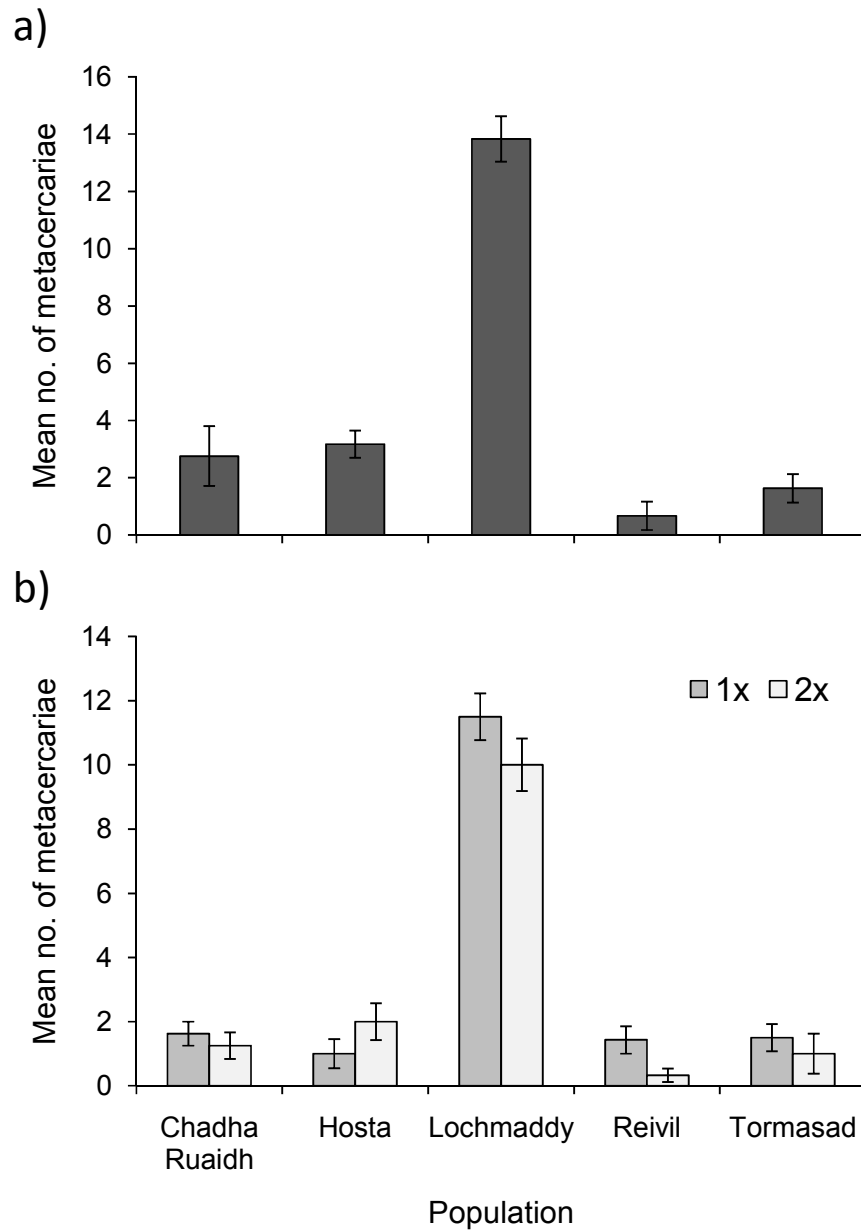 a)
Mean no. of metacercariae
16
14
12
10
8
6
4
2
0
b)
Mean no. of metacercariae
14
12
10
8
6
4
2
0
1x 2x
Chadha Hosta Lochmaddy Reivil Tormasad
Ruaidh
Population